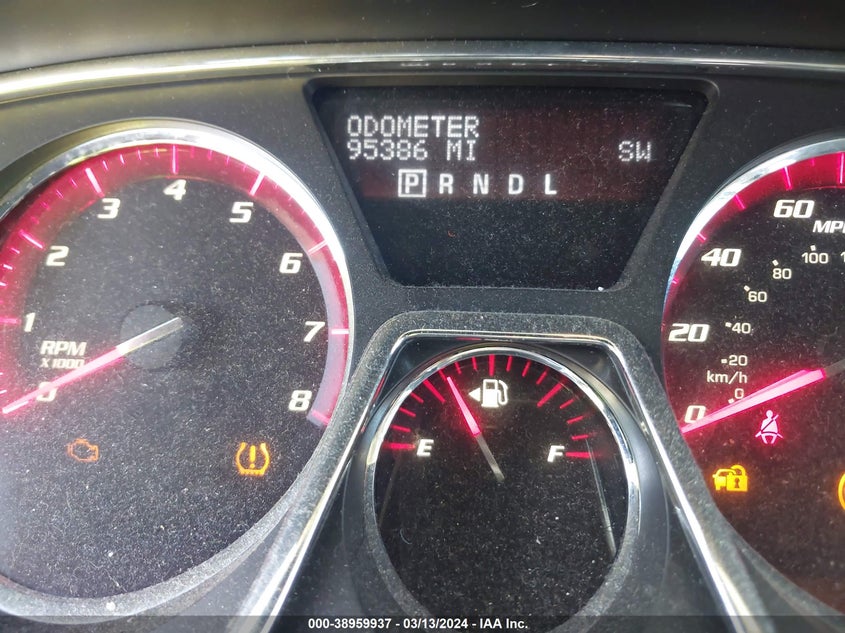 ODOMETER
95386 MI SW
P R N D L
0 1 2 3 4 5 6 7 8
RPM
X 1000
E F
0 20 40 60
MPH
0 20 40 60 80 100
km/h
000-38959937 - 03/13/2024 - IAA Inc.